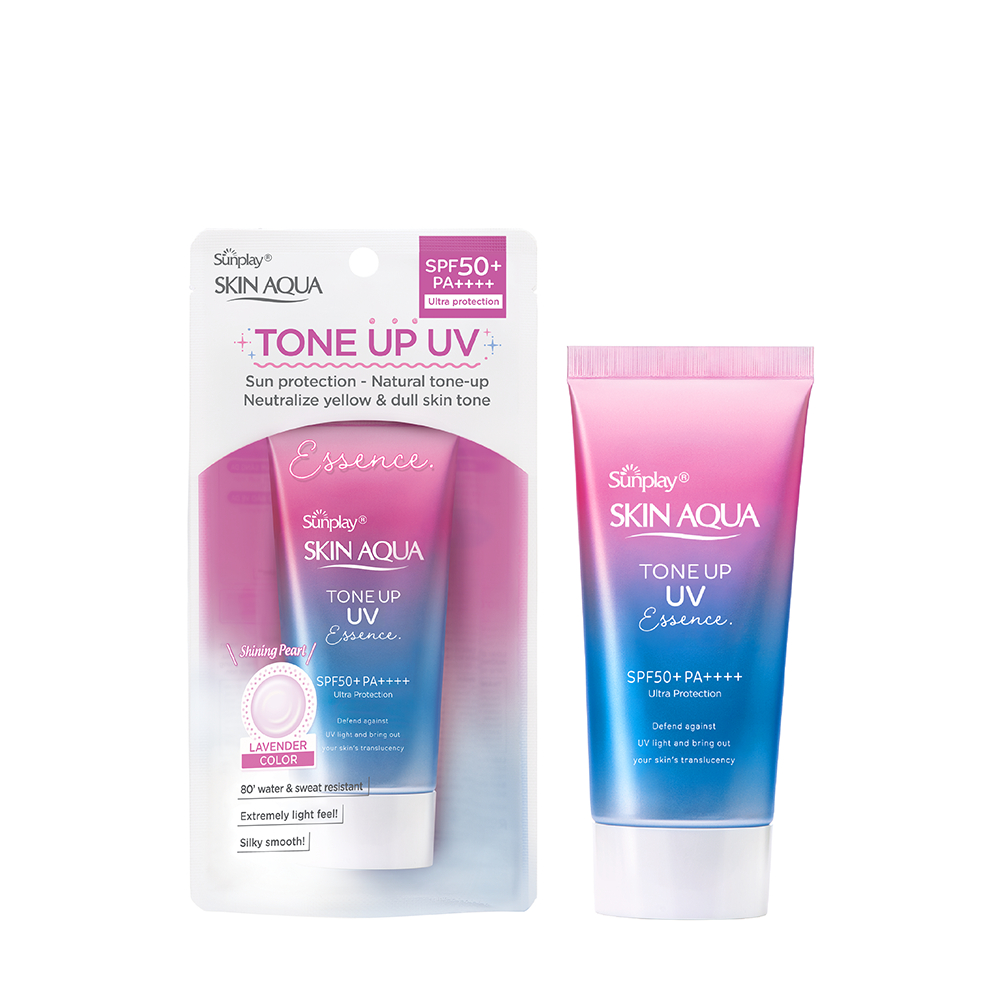 Sunplay®
SKIN AQUA
SPF50+
PA++++
Ultra protection
TONE UP UV
Sun protection - Natural tone-up
Neutralize yellow & dull skin tone
Essence.
Sunplay®
SKIN AQUA
TONE UP
UV
Essence.
SPF50+PA++++
Ultra Protection
Defend against
UV light and bring out
your skin's translucency
Shining Pearl
LAVENDER
COLOR
80' water & sweat resistant
Extremely light feel!
Silky smooth!
Sunplay®
SKIN AQUA
TONE UP
UV
Essence.
SPF50+PA++++
Ultra Protection
Defend against
UV light and bring out
your skin's translucency